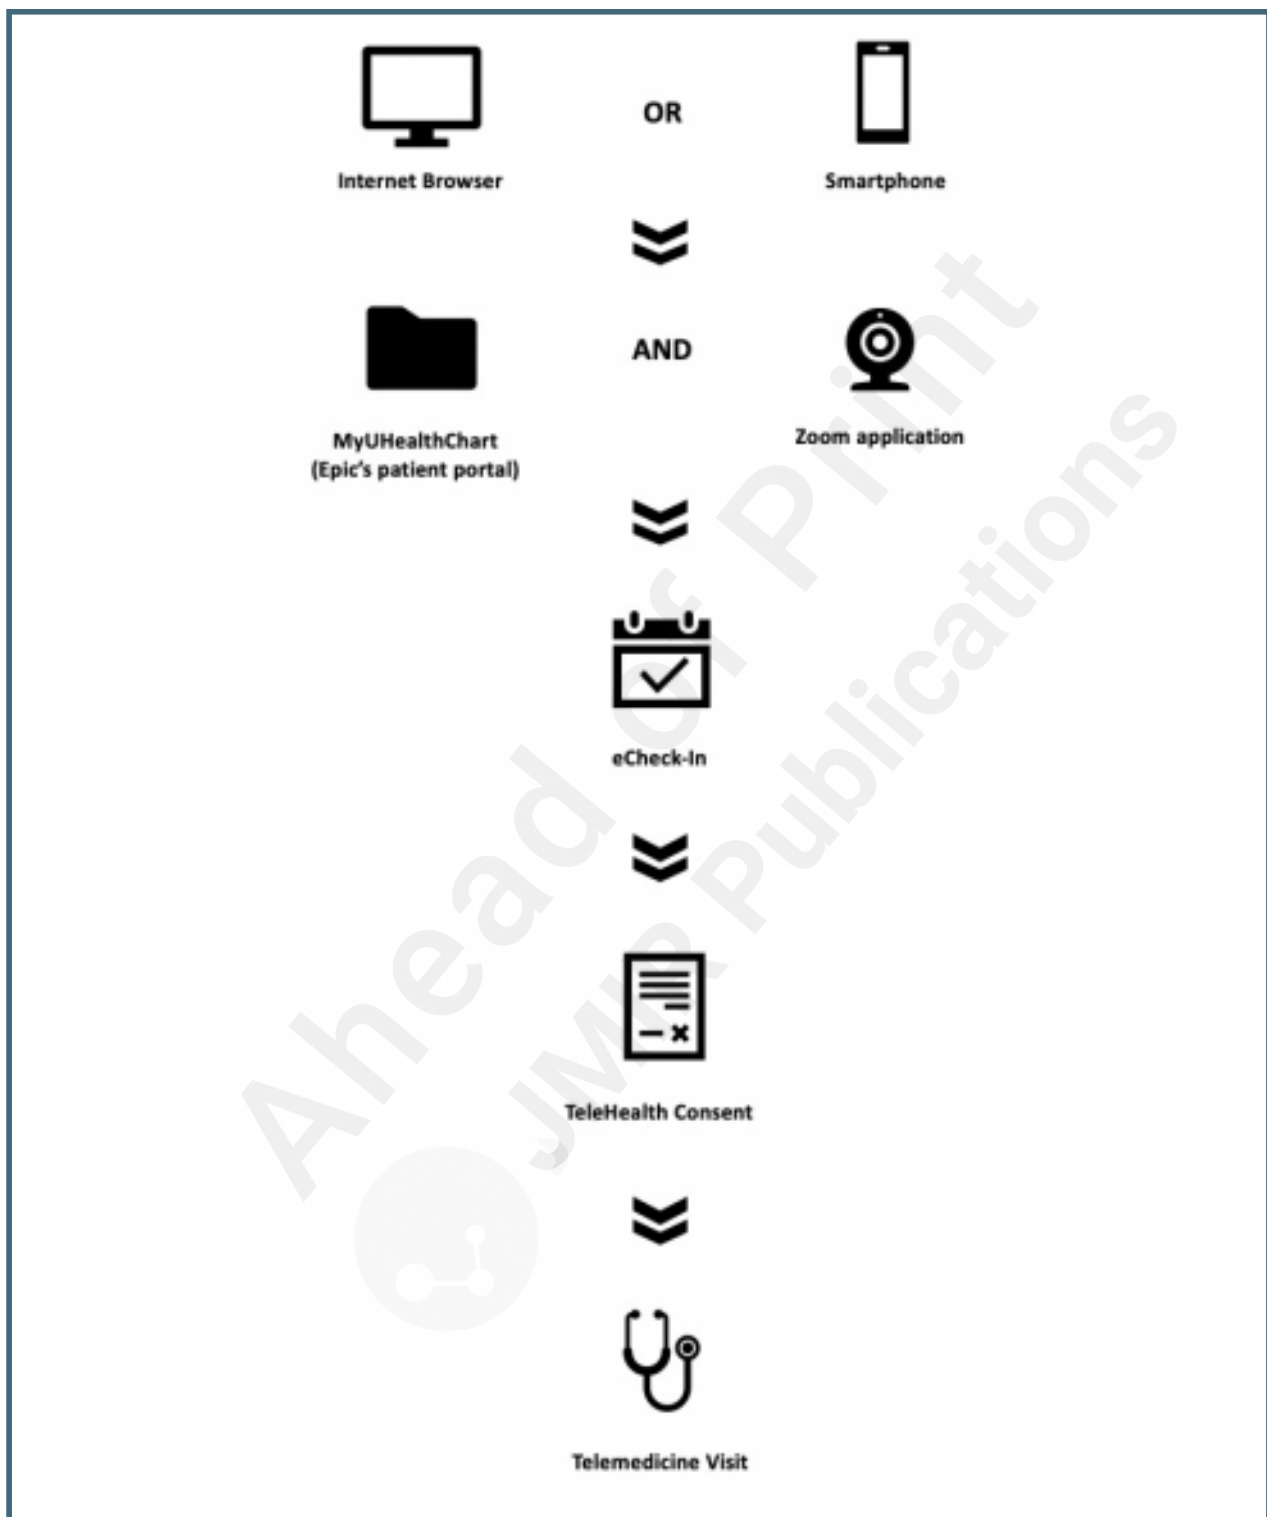 OR
Internet Browser
Smartphone
AND
MyUHealthChart
(Epic's patient portal)
Zoom application
eCheck-In
TeleHealth Consent
Telemedicine Visit
Ahead of Print
JMIR Publications